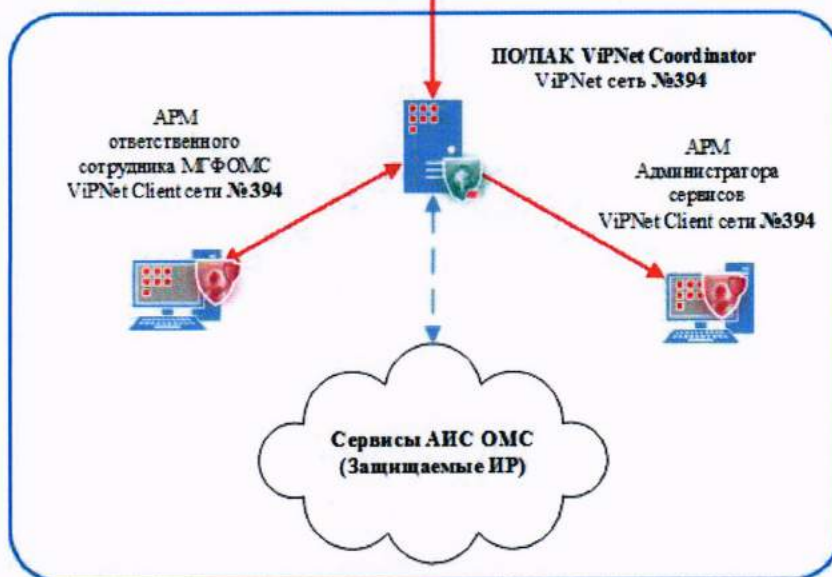 ПО/ПАК ViPNet Coordinator
ViPNet сеть №394
АРМ
ответственного
сотрудника МГФОМС
ViPNet Client сети №394
АРМ
Администратора
сервисов
ViPNet Client сети №394
Сервисы АИС ОМС
(Защищаемые ИР)